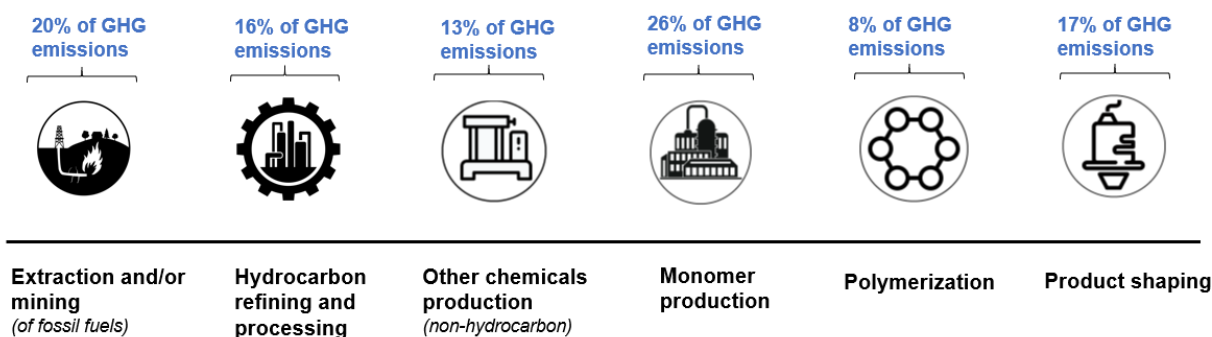 20% of GHG
emissions
16% of GHG
emissions
13% of GHG
emissions
26% of GHG
emissions
8% of GHG
emissions
17% of GHG
emissions
Extraction and/or
mining
(of fossil fuels)
Hydrocarbon
refining and
processing
Other chemicals
production
(non-hydrocarbon)
Monomer
production
Polymerization
Product shaping